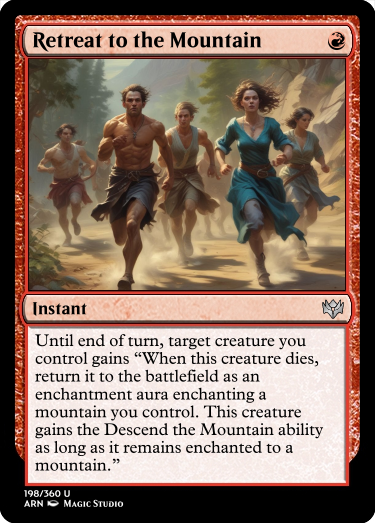 Retreat to the Mountain
Instant
Until end of turn, target creature you
control gains “When this creature dies,
return it to the battlefield as an
enchantment aura enchanting a
mountain you control. This creature
gains the Descend the Mountain ability
as long as it remains enchanted to a
mountain.”
198/360 U
ARN Magic Studio